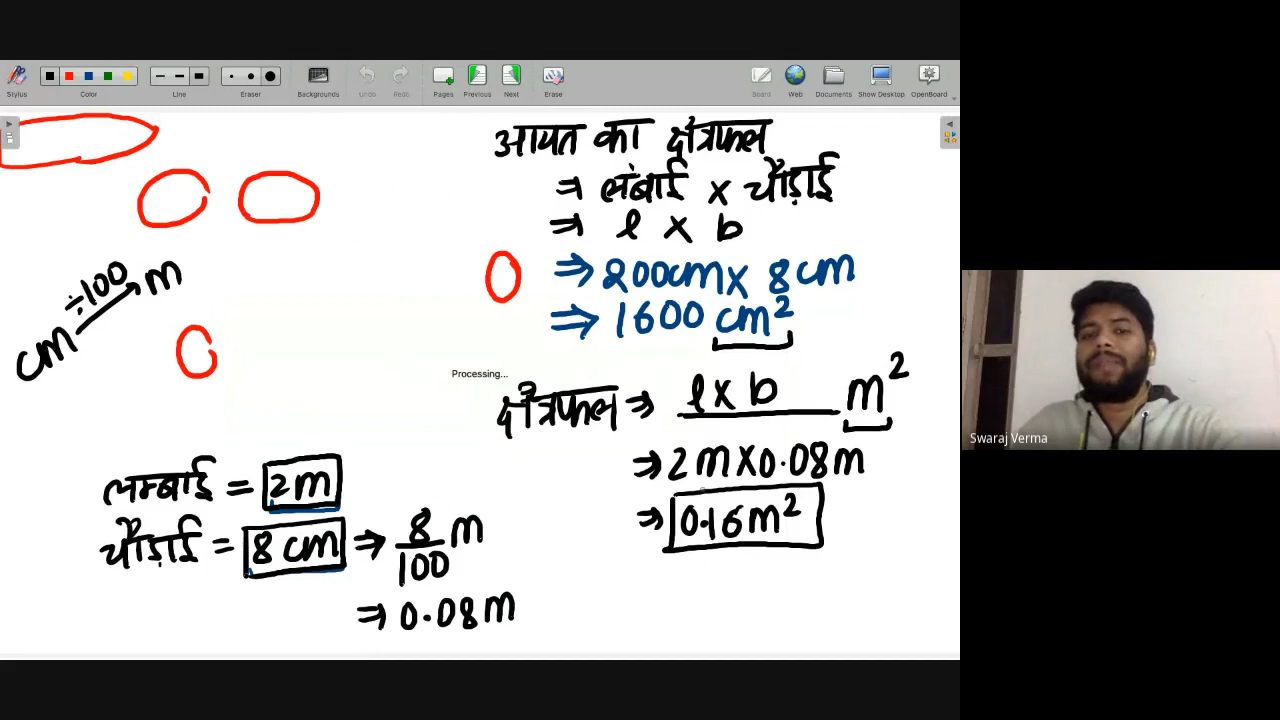 Stylus Color Line Eraser Backgrounds Undo Redo Pages Previous Next Erase Board Web Documents Show Desktop OpenBoard
आयत का क्षेत्रफल
⇒ लंबाई x चौड़ाई
⇒ l x b
⇒ 200cm x 8cm
⇒ 1600 cm²
cm ÷100 m
Processing...
क्षेत्रफल ⇒ l x b m²
⇒ 2m x 0.08m
⇒ 0.16m²
लम्बाई = 2m
चौड़ाई = 8 cm ⇒ 8/100 m
⇒ 0.08m
Swaraj Verma